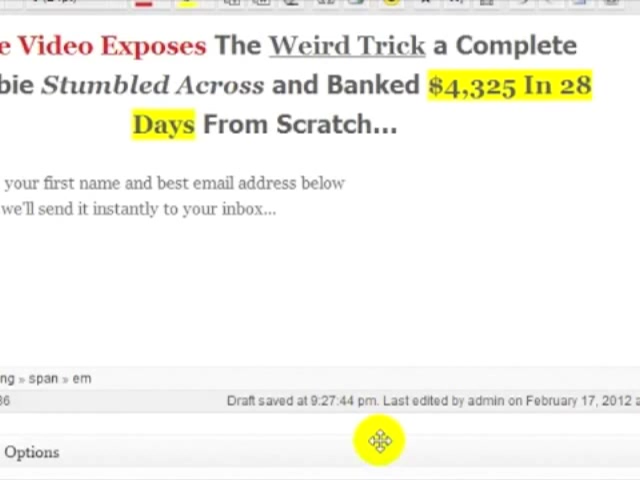 e Video Exposes The Weird Trick a Complete
bie Stumbled Across and Banked $4,325 In 28
Days From Scratch...
your first name and best email address below
we'll send it instantly to your inbox...
ng » span » em
36 Draft saved at 9:27:44 pm. Last edited by admin on February 17, 2012 a
Options